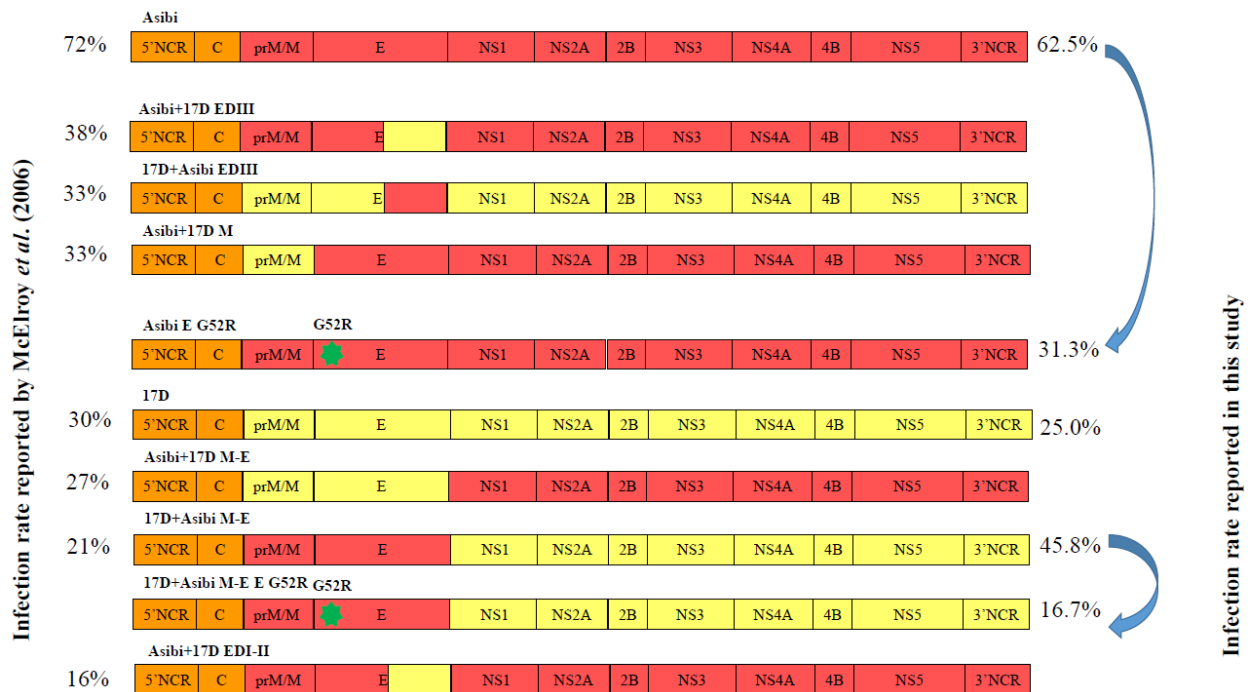 Infection rate reported by McElroy et al. (2006)
Infection rate reported in this study
Asibi
72% 5'NCR C prM/M E NS1 NS2A 2B NS3 NS4A 4B NS5 3'NCR 62.5%
Asibi+17D EDIII
38% 5'NCR C prM/M E NS1 NS2A 2B NS3 NS4A 4B NS5 3'NCR
17D+Asibi EDIII
33% 5'NCR C prM/M E NS1 NS2A 2B NS3 NS4A 4B NS5 3'NCR
Asibi+17D M
33% 5'NCR C prM/M E NS1 NS2A 2B NS3 NS4A 4B NS5 3'NCR
Asibi E G52R G52R
5'NCR C prM/M E NS1 NS2A 2B NS3 NS4A 4B NS5 3'NCR 31.3%
17D
30% 5'NCR C prM/M E NS1 NS2A 2B NS3 NS4A 4B NS5 3'NCR 25.0%
Asibi+17D M-E
27% 5'NCR C prM/M E NS1 NS2A 2B NS3 NS4A 4B NS5 3'NCR
17D+Asibi M-E
21% 5'NCR C prM/M E NS1 NS2A 2B NS3 NS4A 4B NS5 3'NCR 45.8%
17D+Asibi M-E E G52R G52R
5'NCR C prM/M E NS1 NS2A 2B NS3 NS4A 4B NS5 3'NCR 16.7%
Asibi+17D EDI-II
16% 5'NCR C prM/M E NS1 NS2A 2B NS3 NS4A 4B NS5 3'NCR